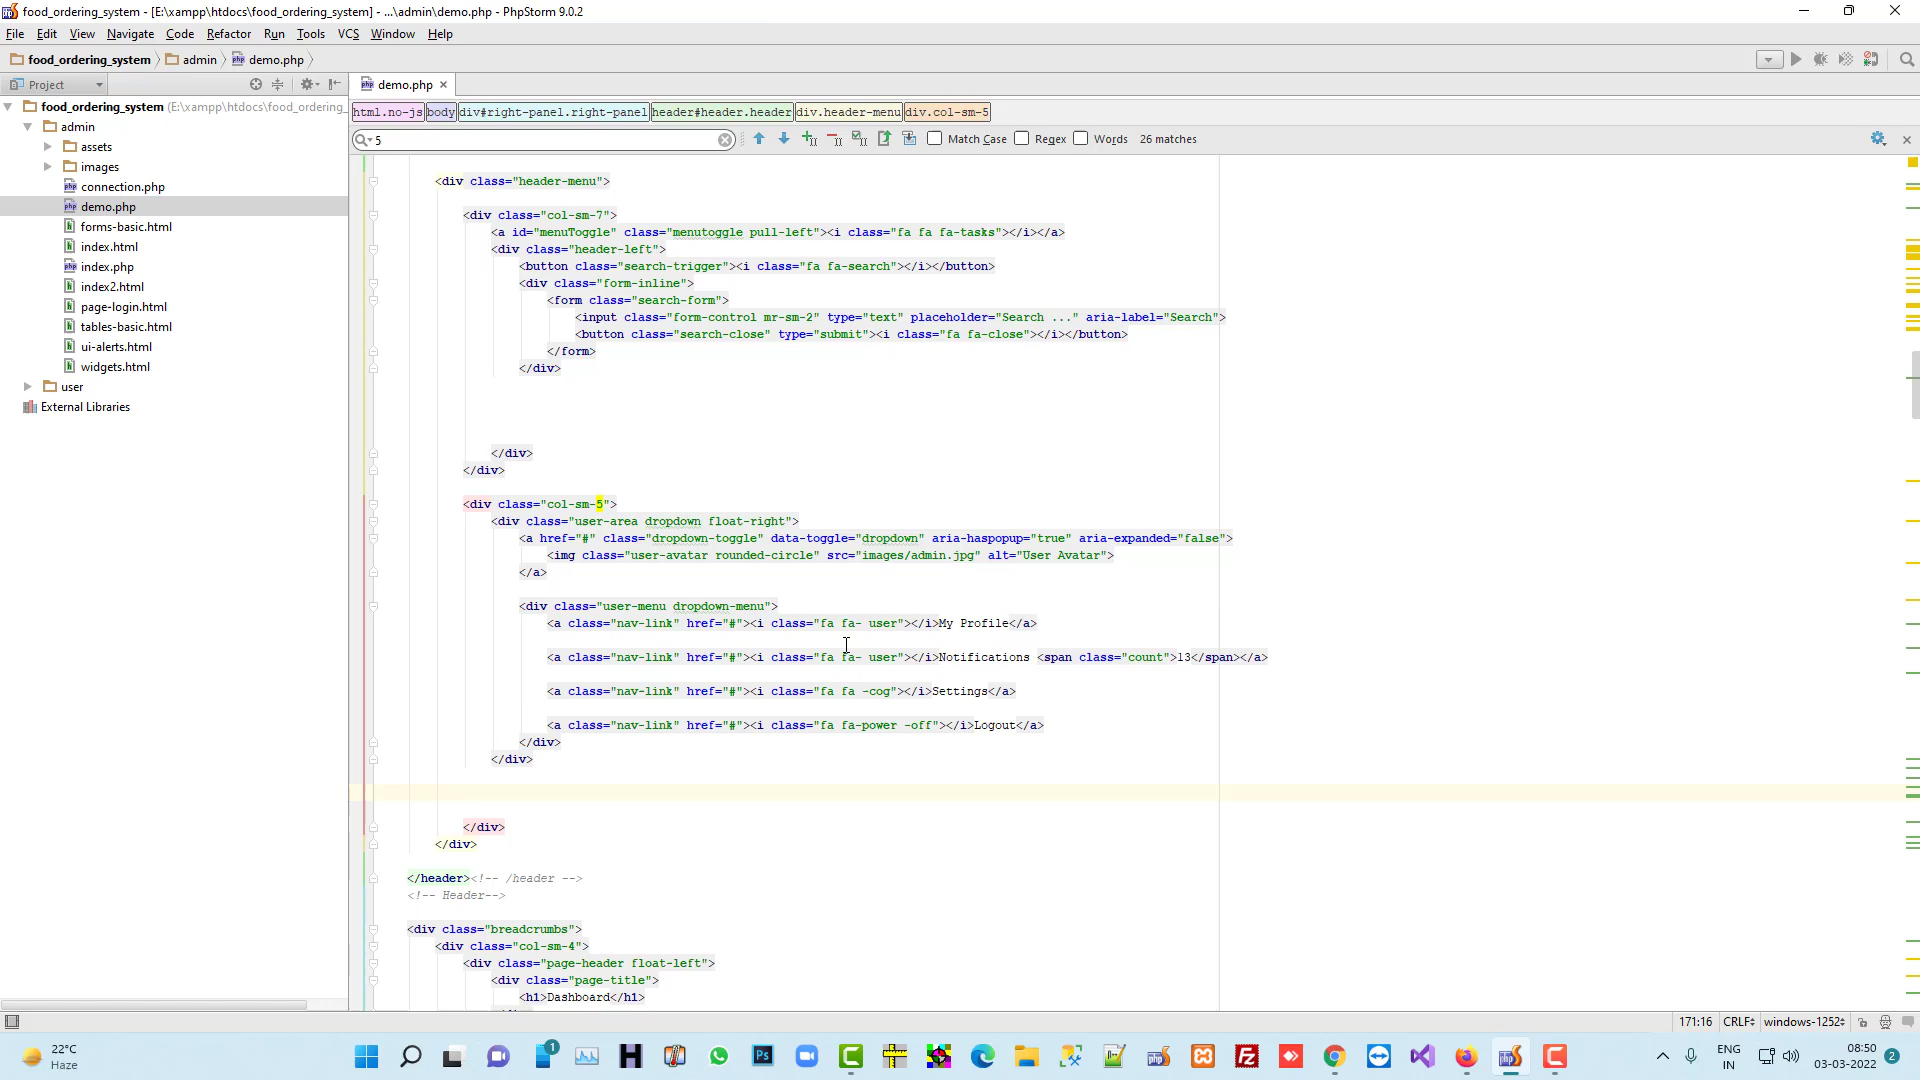 food_ordering_system - [E:\xampp\htdocs\food_ordering_system] - ...\admin\demo.php - PhpStorm 9.0.2
File Edit View Navigate Code Refactor Run Tools VCS Window Help
food_ordering_system admin demo.php
Project
demo.php
food_ordering_system (E:\xampp\htdocs\food_ordering_
admin
assets
images
connection.php
demo.php
forms-basic.html
index.html
index.php
index2.html
page-login.html
tables-basic.html
ui-alerts.html
widgets.html
user
External Libraries
html.no-js body div#right-panel.right-panel header#header.header div.header-menu div.col-sm-5
5 Match Case Regex Words 26 matches
<div class="header-menu">
<div class="col-sm-7">
<a id="menuToggle" class="menutoggle pull-left"><i class="fa fa fa-tasks"></i></a>
<div class="header-left">
<button class="search-trigger"><i class="fa fa-search"></i></button>
<div class="form-inline">
<form class="search-form">
<input class="form-control mr-sm-2" type="text" placeholder="Search ..." aria-label="Search">
<button class="search-close" type="submit"><i class="fa fa-close"></i></button>
</form>
</div>
</div>
</div>
<div class="col-sm-5">
<div class="user-area dropdown float-right">
<a href="#" class="dropdown-toggle" data-toggle="dropdown" aria-haspopup="true" aria-expanded="false">
<img class="user-avatar rounded-circle" src="images/admin.jpg" alt="User Avatar">
</a>
<div class="user-menu dropdown-menu">
<a class="nav-link" href="#"><i class="fa fa- user"></i>My Profile</a>
<a class="nav-link" href="#"><i class="fa fa- user"></i>Notifications <span class="count">13</span></a>
<a class="nav-link" href="#"><i class="fa fa -cog"></i>Settings</a>
<a class="nav-link" href="#"><i class="fa fa-power -off"></i>Logout</a>
</div>
</div>
</div>
</div>
</header><!-- /header -->
<!-- Header-->
<div class="breadcrumbs">
<div class="col-sm-4">
<div class="page-header float-left">
<div class="page-title">
<h1>Dashboard</h1>
171:16 CRLF windows-1252
22°C
Haze
1
ENG
IN
08:50
03-03-2022
2